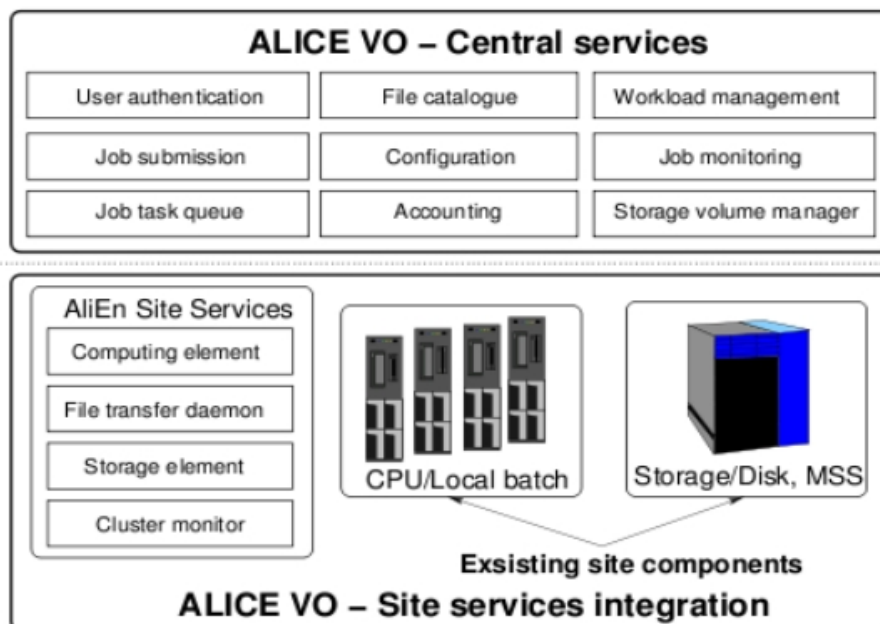 ALICE VO – Central services
User authentication
File catalogue
Workload management
Job submission
Configuration
Job monitoring
Job task queue
Accounting
Storage volume manager
AliEn Site Services
Computing element
File transfer daemon
Storage element
Cluster monitor
CPU/Local batch
Storage/Disk, MSS
Exsisting site components
ALICE VO – Site services integration